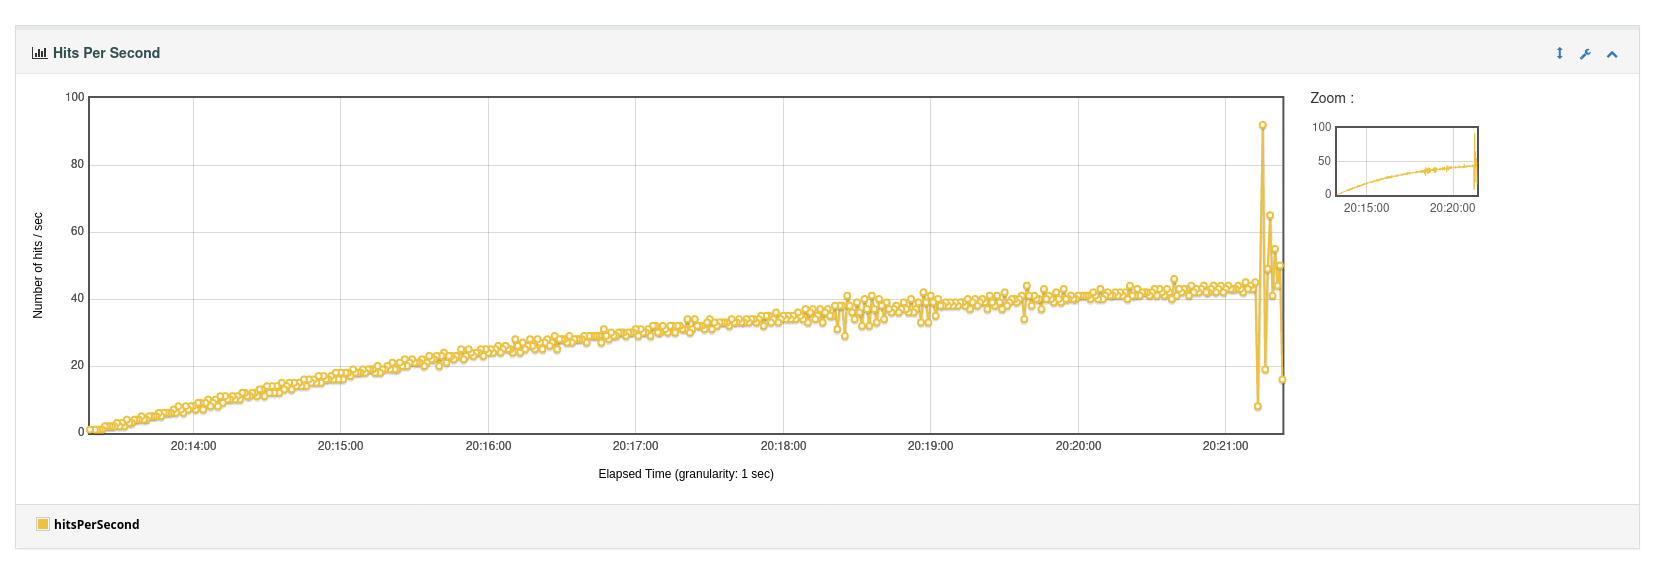 Hits Per Second
100
80
60
40
20
0
Number of hits / sec
20:14:00 20:15:00 20:16:00 20:17:00 20:18:00 20:19:00 20:20:00 20:21:00
Elapsed Time (granularity: 1 sec)
Zoom :
100
50
0
20:15:00 20:20:00
hitsPerSecond